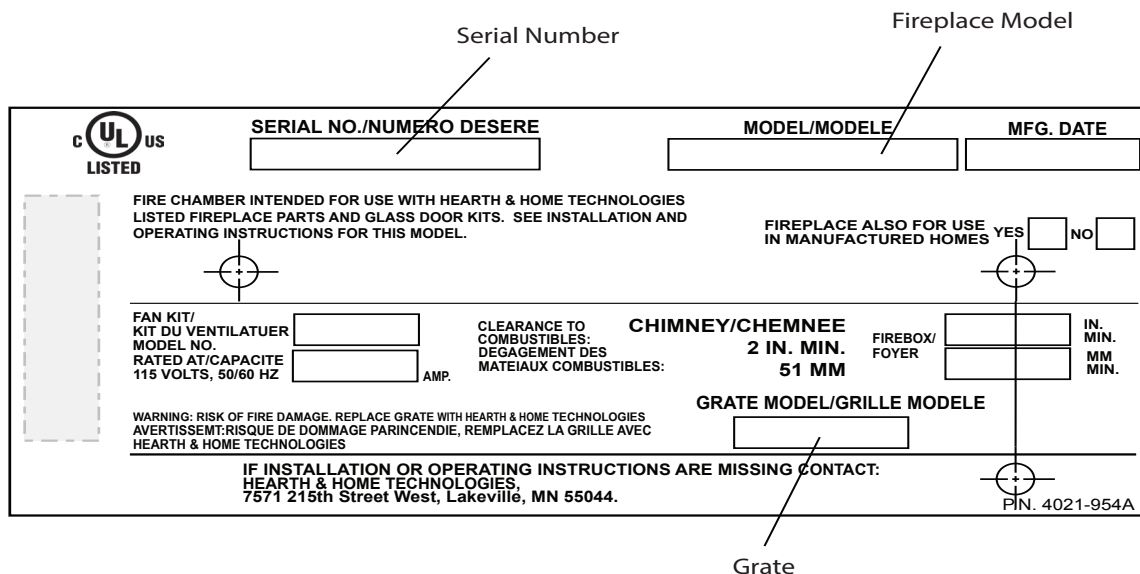 Serial Number
Fireplace Model
C UL ® US
LISTED
SERIAL NO./NUMERO DESERE
MODEL/MODELE
MFG. DATE
FIRE CHAMBER INTENDED FOR USE WITH HEARTH & HOME TECHNOLOGIES
LISTED FIREPLACE PARTS AND GLASS DOOR KITS. SEE INSTALLATION AND
OPERATING INSTRUCTIONS FOR THIS MODEL.
FIREPLACE ALSO FOR USE
IN MANUFACTURED HOMES
YES
NO
FAN KIT/
KIT DU VENTILATUER
MODEL NO.
RATED AT/CAPACITE
115 VOLTS, 50/60 HZ
AMP.
CLEARANCE TO
COMBUSTIBLES:
DEGAGEMENT DES
MATEIAUX COMBUSTIBLES:
CHIMNEY/CHEMNEE
2 IN. MIN.
51 MM
FIREBOX/
FOYER
IN.
MIN.
MM
MIN.
WARNING: RISK OF FIRE DAMAGE. REPLACE GRATE WITH HEARTH & HOME TECHNOLOGIES
AVERTISSEMT:RISQUE DE DOMMAGE PARINCENDIE, REMPLACEZ LA GRILLE AVEC
HEARTH & HOME TECHNOLOGIES
GRATE MODEL/GRILLE MODELE
IF INSTALLATION OR OPERATING INSTRUCTIONS ARE MISSING CONTACT:
HEARTH & HOME TECHNOLOGIES,
7571 215th Street West, Lakeville, MN 55044.
P/N. 4021-954A
Grate